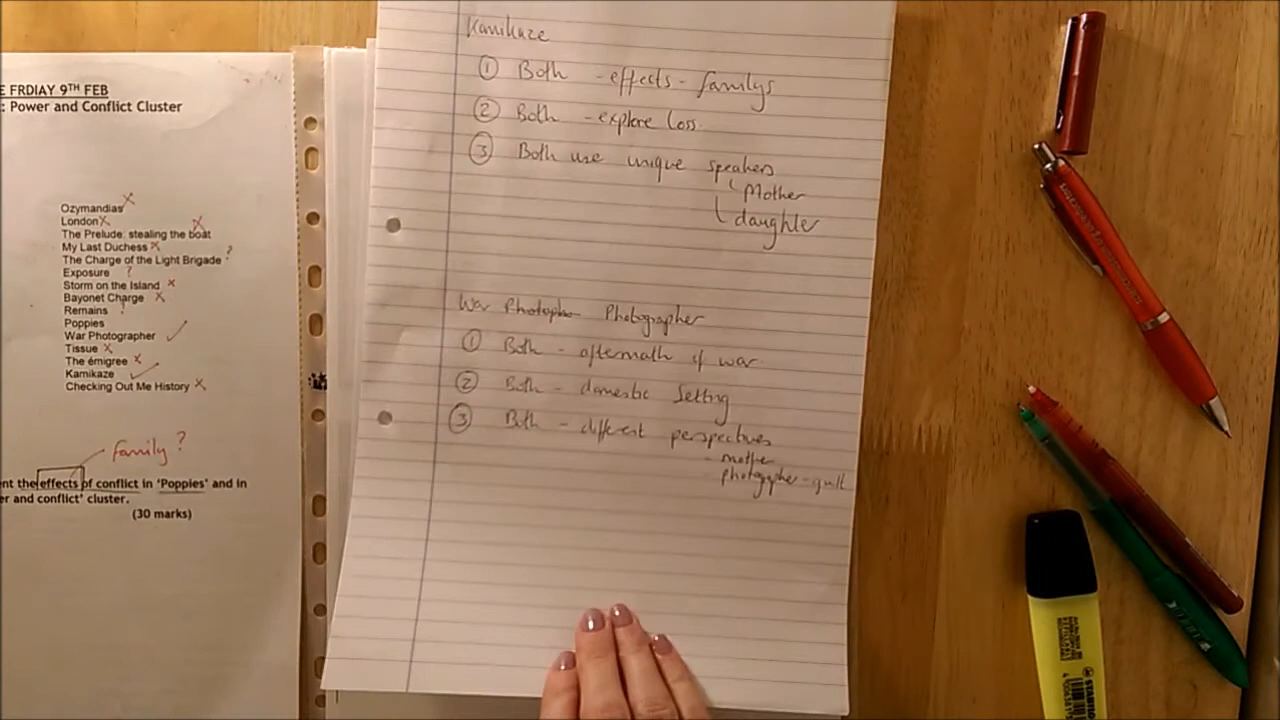 E FRDIAY 9TH FEB
: Power and Conflict Cluster
Ozymandias
London
The Prelude: stealing the boat
My Last Duchess
The Charge of the Light Brigade ?
Exposure ?
Storm on the Island
Bayonet Charge
Remains
Poppies
War Photographer
Tissue
The émigree
Kamikaze
Checking Out Me History
family?
nt the effects of conflict in 'Poppies' and in
er and conflict' cluster.
(30 marks)
Kamikaze
① Both - effects - familys
② Both - explore loss.
③ Both use unique speakers
Mother
daughter
War Photographer
① Both - aftermath of war
② Both - domestic setting
③ Both - different perspectives
- mother
photographer - guilt
STABILO